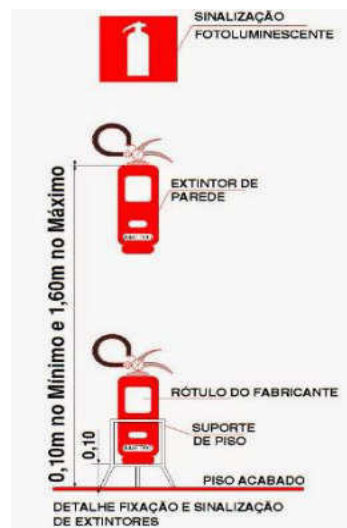 SINALIZAÇÃO
FOTOLUMINESCENTE
EXTINTOR DE
PAREDE
0,10m no Mínimo e 1,60m no Máximo
RÓTULO DO FABRICANTE
SUPORTE
DE PISO
0,10
PISO ACABADO
DETALHE FIXAÇÃO E SINALIZAÇÃO
DE EXTINTORES